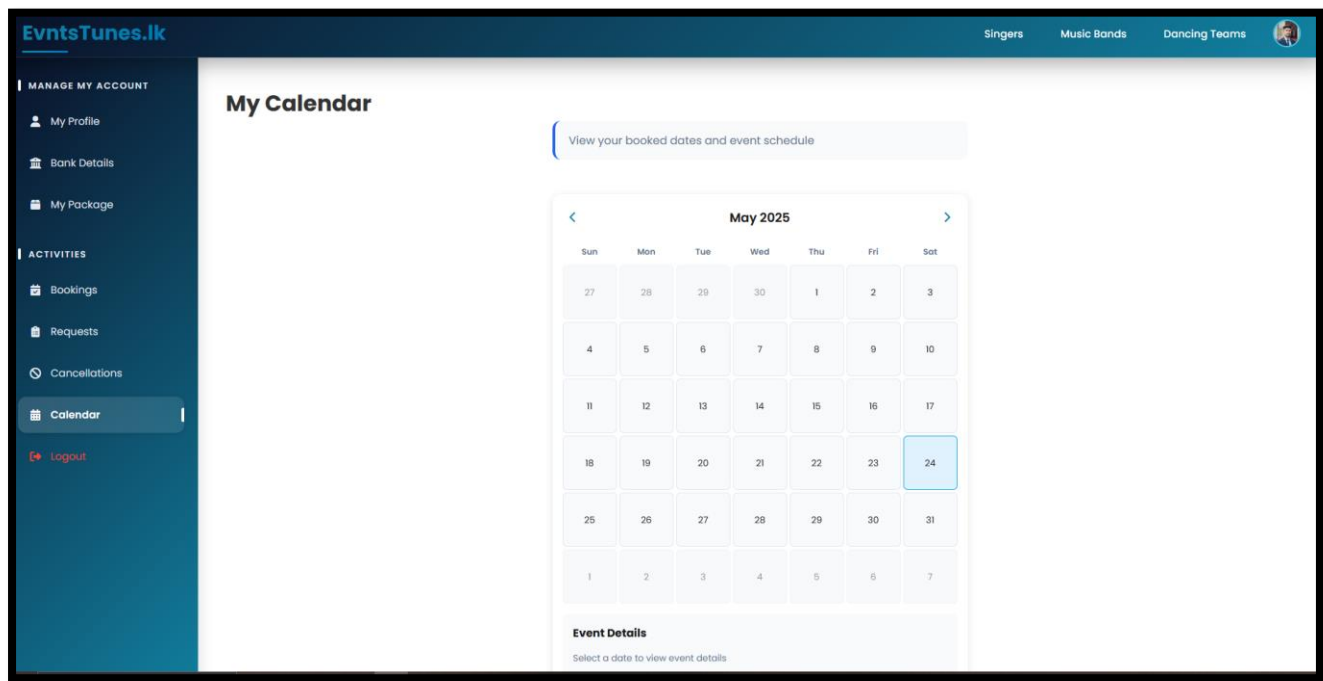 EvntsTunes.lk
Singers Music Bands Dancing Teams
MANAGE MY ACCOUNT
My Profile
Bank Details
My Package
ACTIVITIES
Bookings
Requests
Cancellations
Calendar
Logout
My Calendar
View your booked dates and event schedule
May 2025
Sun Mon Tue Wed Thu Fri Sat
27 28 29 30 1 2 3
4 5 6 7 8 9 10
11 12 13 14 15 16 17
18 19 20 21 22 23 24
25 26 27 28 29 30 31
1 2 3 4 5 6 7
Event Details
Select a date to view event details